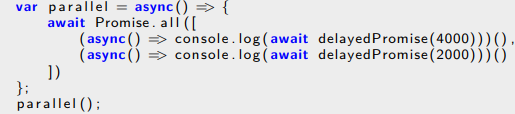 var parallel = async() => {
await Promise.all([
(async() => console.log(await delayedPromise(4000)))(),
(async() => console.log(await delayedPromise(2000)))()
])
};
parallel();